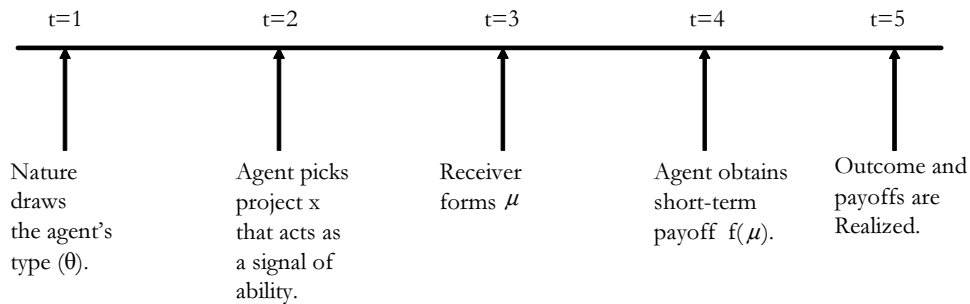 t=1
t=2
t=3
t=4
t=5
Nature
draws
the agent's
type (θ).
Agent picks
project x
that acts as
a signal of
ability.
Receiver
forms μ
Agent obtains
short-term
payoff f(μ).
Outcome and
payoffs are
Realized.